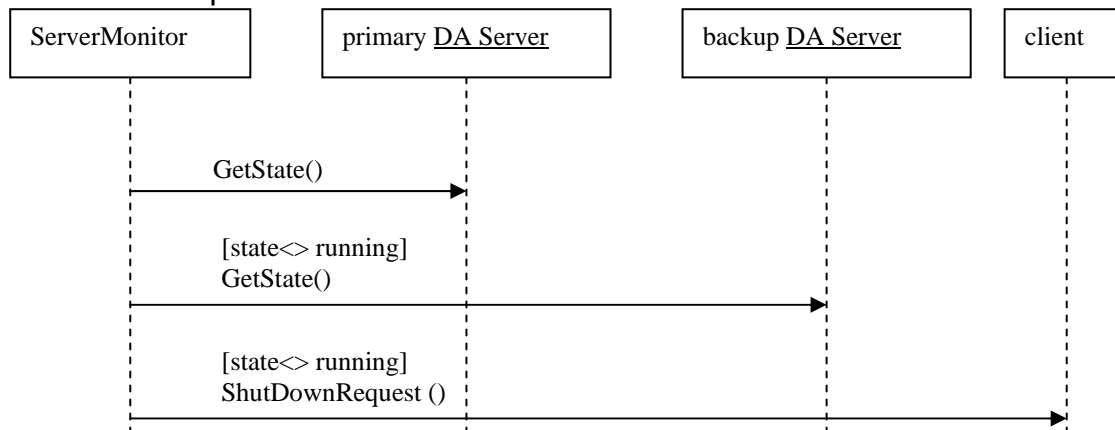 ServerMonitor
primary DA Server
backup DA Server
client
GetState()
[state<> running]
GetState()
[state<> running]
ShutDownRequest ()